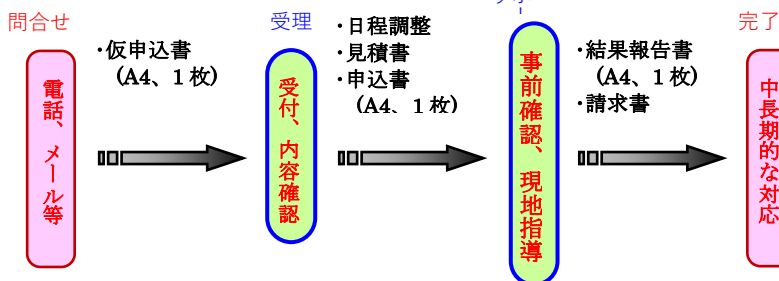 問合せ
電話、メール等
・仮申込書
（A4、1枚）
受理
受付、内容確認
・日程調整
・見積書
・申込書
（A4、1枚）
事前確認、現地指導
・結果報告書
（A4、1枚）
・請求書
完了
中長期的な対応